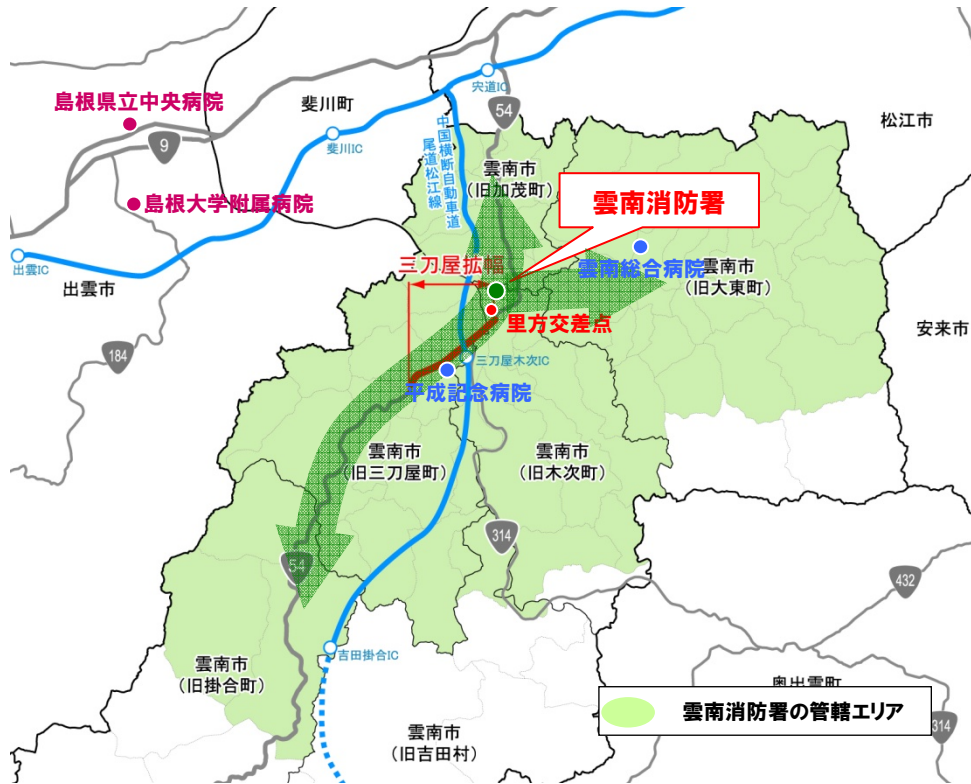 宍道IC
島根県立中央病院
斐川町
54
松江市
9
斐川IC
中国横断自動車道
尾道松江線
雲南市
(旧加茂町)
島根大学附属病院
雲南消防署
出雲IC
三刀屋拡幅
雲南総合病院
雲南市
(旧大東町)
出雲市
里方交差点
安来市
184
三刀屋木次IC
平成記念病院
雲南市
(旧三刀屋町)
雲南市
(旧木次町)
314
54
432
吉田掛合IC
雲南市
(旧掛合町)
奥出雲町
雲南消防署の管轄エリア
314
雲南市
(旧吉田村)